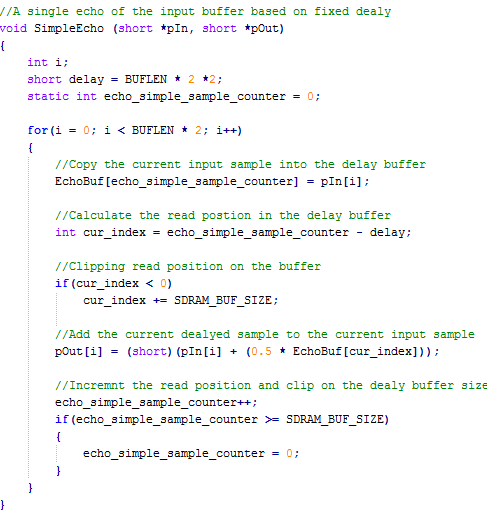 //A single echo of the input buffer based on fixed dealy
void SimpleEcho (short *pIn, short *pOut)
{
    int i;
    short delay = BUFLEN * 2 *2;
    static int echo_simple_sample_counter = 0;

    for(i = 0; i < BUFLEN * 2; i++)
    {
        //Copy the current input sample into the delay buffer
        EchoBuf[echo_simple_sample_counter] = pIn[i];

        //Calculate the read postion in the delay buffer
        int cur_index = echo_simple_sample_counter - delay;

        //Clipping read position on the buffer
        if(cur_index < 0)
            cur_index += SDRAM_BUF_SIZE;

        //Add the current dealyed sample to the current input sample
        pOut[i] = (short)(pIn[i] + (0.5 * EchoBuf[cur_index]));

        //Incremnt the read position and clip on the dealy buffer size
        echo_simple_sample_counter++;
        if(echo_simple_sample_counter >= SDRAM_BUF_SIZE)
        {
            echo_simple_sample_counter = 0;
        }
    }
}